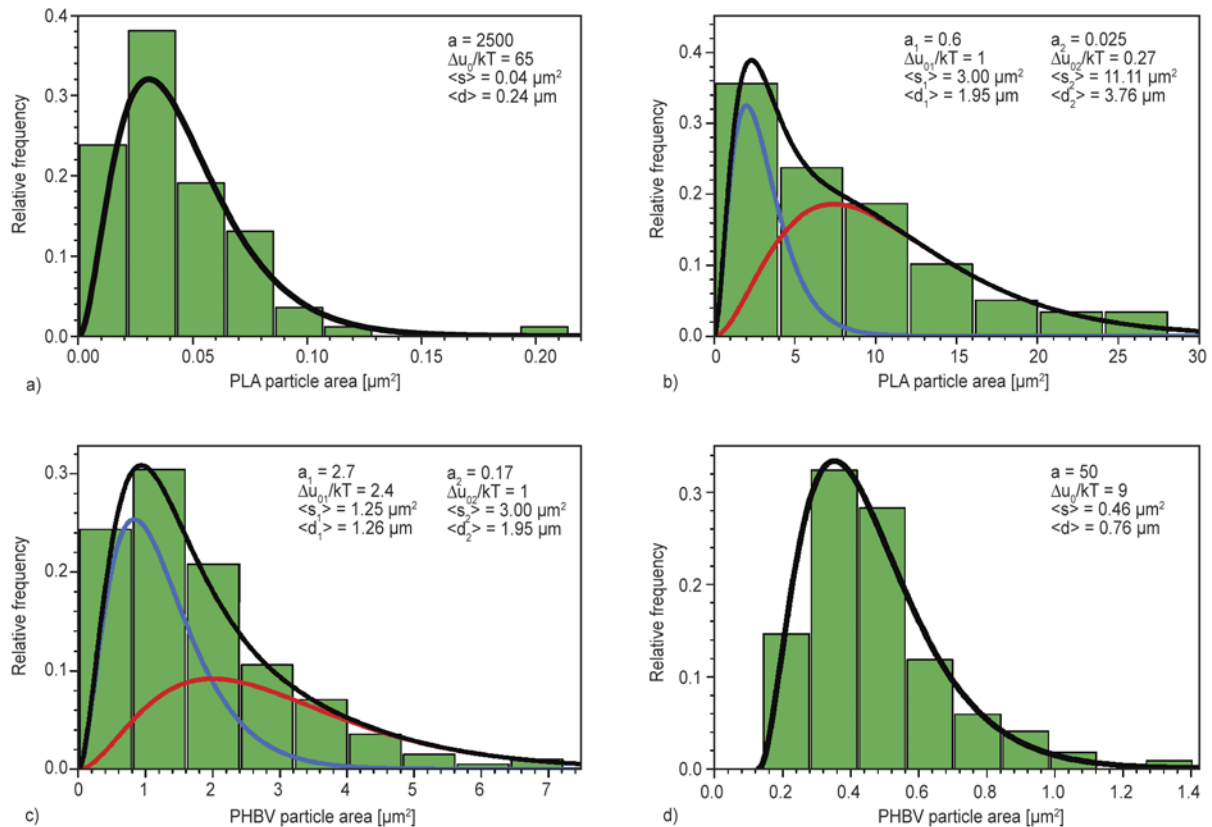 0.4
0.3
0.2
0.1
0.0
Relative frequency
a = 2500
Δu₀/kT = 65
<s> = 0.04 µm²
<d> = 0.24 µm
0.00 0.05 0.10 0.15 0.20
a) PLA particle area [µm²]
0.4
0.3
0.2
0.1
0.0
Relative frequency
a₁ = 0.6 a₂ = 0.025
Δu₀₁/kT = 1 Δu₀₂/kT = 0.27
<s₁> = 3.00 µm² <s₂> = 11.11 µm²
<d₁> = 1.95 µm <d₂> = 3.76 µm
0 5 10 15 20 25 30
b) PLA particle area [µm²]
0.3
0.2
0.1
0.0
Relative frequency
a₁ = 2.7 a₂ = 0.17
Δu₀₁/kT = 2.4 Δu₀₂/kT = 1
<s₁> = 1.25 µm² <s₂> = 3.00 µm²
<d₁> = 1.26 µm <d₂> = 1.95 µm
0 1 2 3 4 5 6 7
c) PHBV particle area [µm²]
0.3
0.2
0.1
0.0
Relative frequency
a = 50
Δu₀/kT = 9
<s> = 0.46 µm²
<d> = 0.76 µm
0.0 0.2 0.4 0.6 0.8 1.0 1.2 1.4
d) PHBV particle area [µm²]